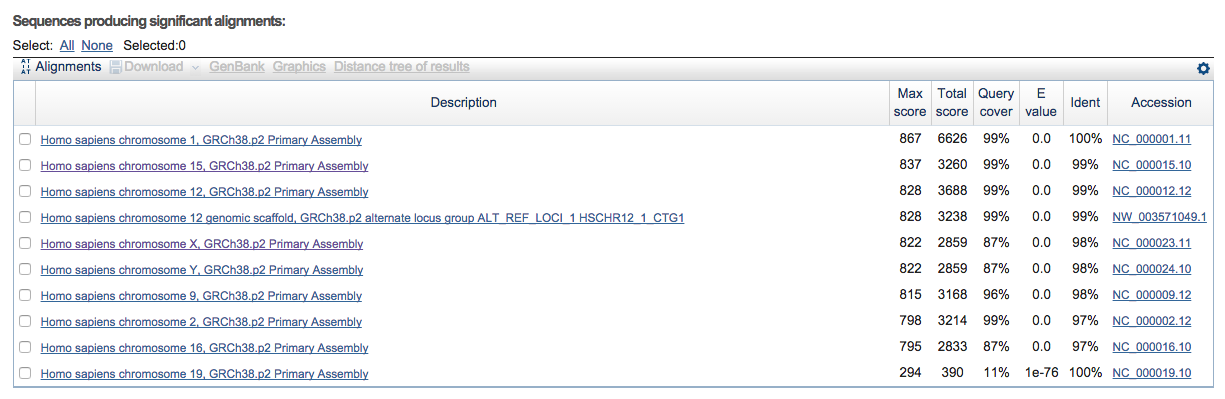 Sequences producing significant alignments:
Select: All None Selected:0
Alignments Download GenBank Graphics Distance tree of results
Description Max score Total score Query cover E value Ident Accession
Homo sapiens chromosome 1, GRCh38.p2 Primary Assembly 867 6626 99% 0.0 100% NC_000001.11
Homo sapiens chromosome 15, GRCh38.p2 Primary Assembly 837 3260 99% 0.0 99% NC_000015.10
Homo sapiens chromosome 12, GRCh38.p2 Primary Assembly 828 3688 99% 0.0 99% NC_000012.12
Homo sapiens chromosome 12 genomic scaffold, GRCh38.p2 alternate locus group ALT_REF_LOCI_1 HSCHR12_1_CTG1 828 3238 99% 0.0 99% NW_003571049.1
Homo sapiens chromosome X, GRCh38.p2 Primary Assembly 822 2859 87% 0.0 98% NC_000023.11
Homo sapiens chromosome Y, GRCh38.p2 Primary Assembly 822 2859 87% 0.0 98% NC_000024.10
Homo sapiens chromosome 9, GRCh38.p2 Primary Assembly 815 3168 96% 0.0 98% NC_000009.12
Homo sapiens chromosome 2, GRCh38.p2 Primary Assembly 798 3214 99% 0.0 97% NC_000002.12
Homo sapiens chromosome 16, GRCh38.p2 Primary Assembly 795 2833 87% 0.0 97% NC_000016.10
Homo sapiens chromosome 19, GRCh38.p2 Primary Assembly 294 390 11% 1e-76 100% NC_000019.10